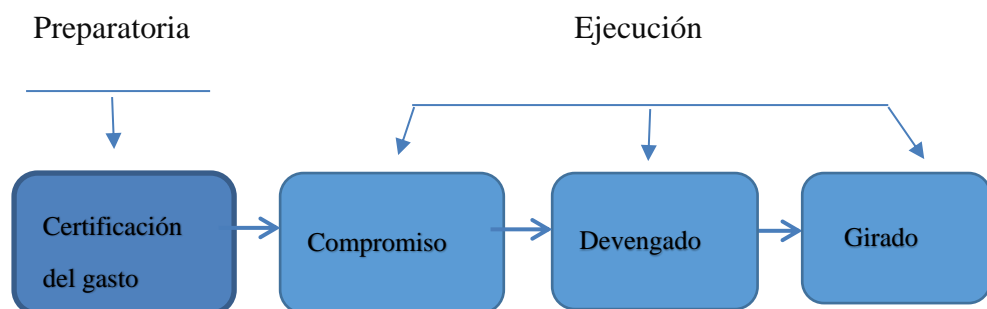 Preparatoria
Ejecución
Certificación
del gasto
Compromiso
Devengado
Girado